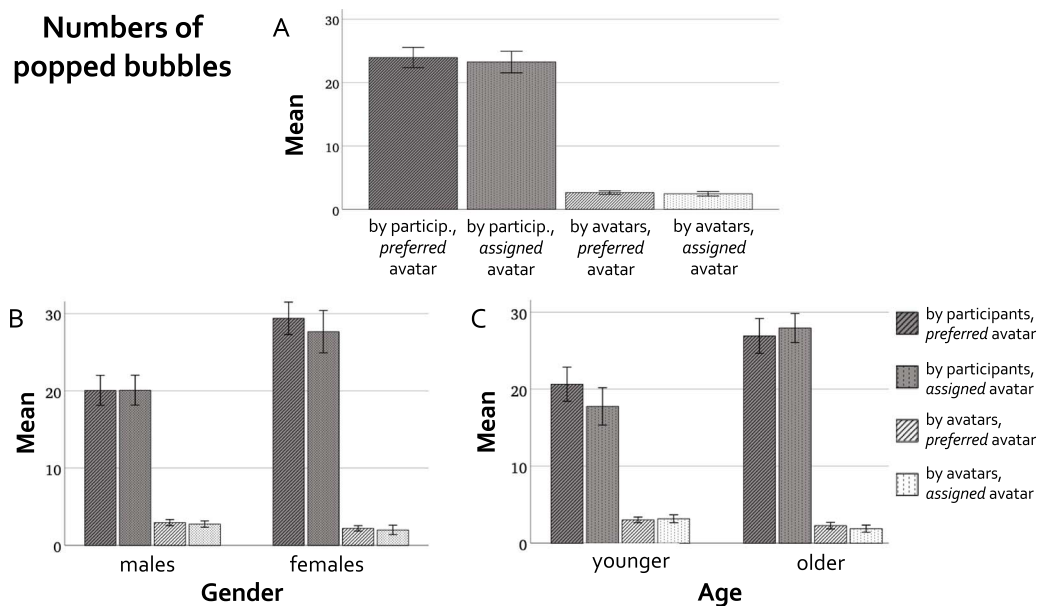 Numbers of
popped bubbles
A
30
20
10
0
Mean
by particip.,
preferred
avatar
by particip.,
assigned
avatar
by avatars,
preferred
avatar
by avatars,
assigned
avatar
B
30
20
10
0
Mean
males
females
Gender
C
30
20
10
0
Mean
younger
older
Age
by participants,
preferred avatar
by participants,
assigned avatar
by avatars,
preferred avatar
by avatars,
assigned avatar